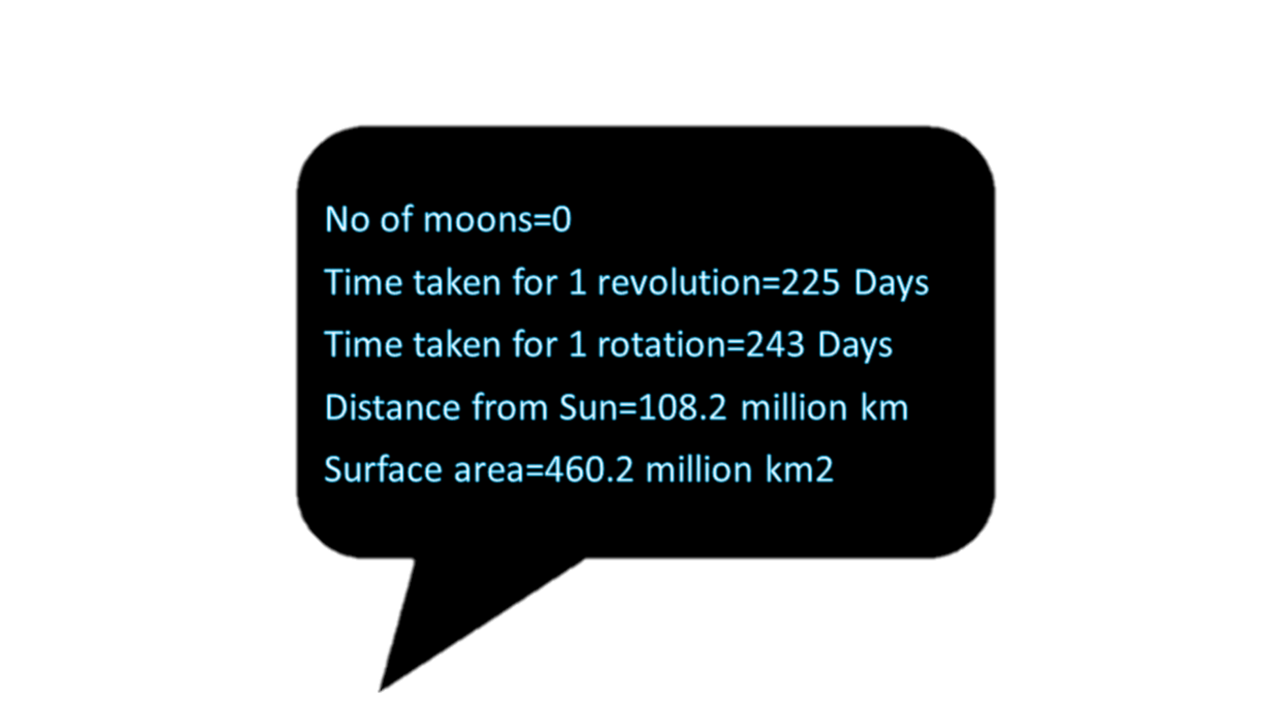 No of moons=0
Time taken for 1 revolution=225 Days
Time taken for 1 rotation=243 Days
Distance from Sun=108.2 million km
Surface area=460.2 million km2